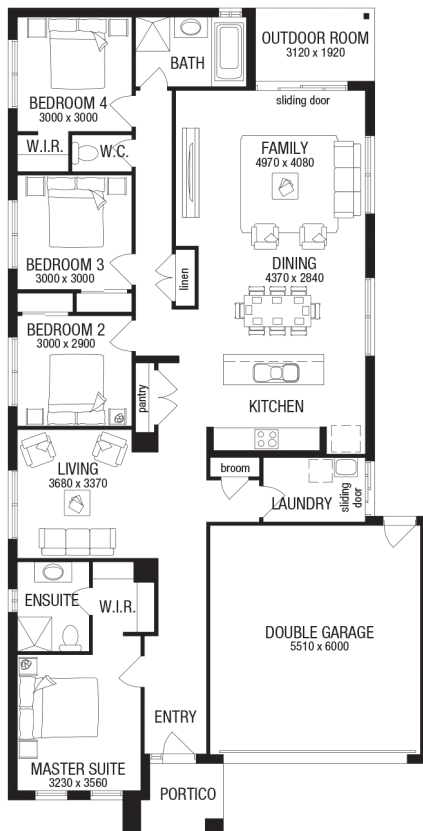 OUTDOOR ROOM
3120 x 1920
BATH
sliding door
BEDROOM 4
3000 x 3000
W.I.R.
W.C.
FAMILY
4970 x 4080
BEDROOM 3
3000 x 3000
linen
DINING
4370 x 2840
BEDROOM 2
3000 x 2900
pantry
KITCHEN
LIVING
3680 x 3370
broom
LAUNDRY
sliding
door
ENSUITE
W.I.R.
DOUBLE GARAGE
5510 x 6000
ENTRY
MASTER SUITE
3230 x 3560
PORTICO